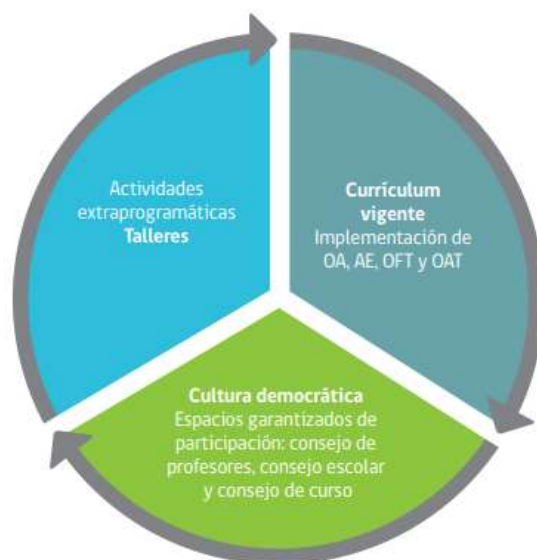 Actividades
extraprogramáticas
Talleres
Currículum
vigente
Implementación de
OA, AE, OFT y OAT
Cultura democrática
Espacios garantizados de
participación: consejo de
profesores, consejo escolar
y consejo de curso